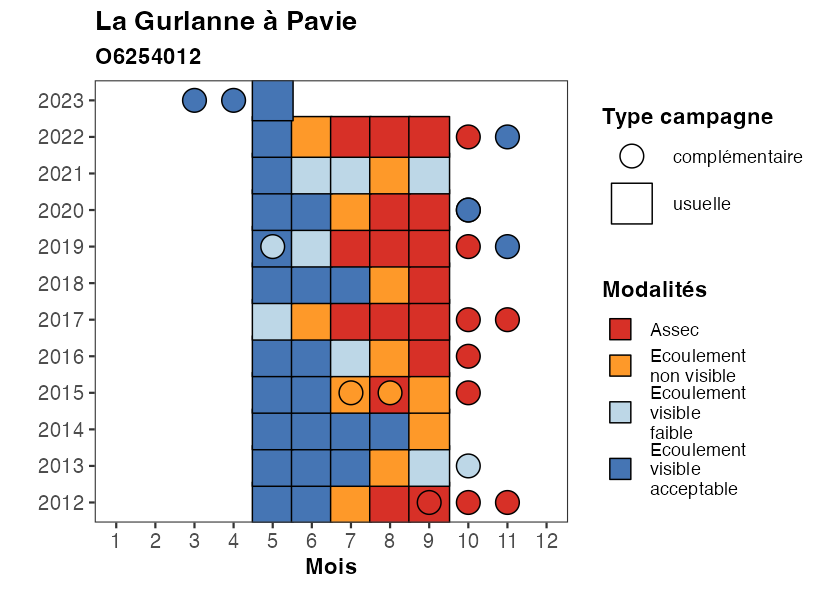 La Gurlanne à Pavie
O6254012
2023
2022
2021
2020
2019
2018
2017
2016
2015
2014
2013
2012
1 2 3 4 5 6 7 8 9 10 11 12
Mois
Type campagne
complémentaire
usuelle
Modalités
Assec
Ecoulement
non visible
Ecoulement
visible
faible
Ecoulement
visible
acceptable